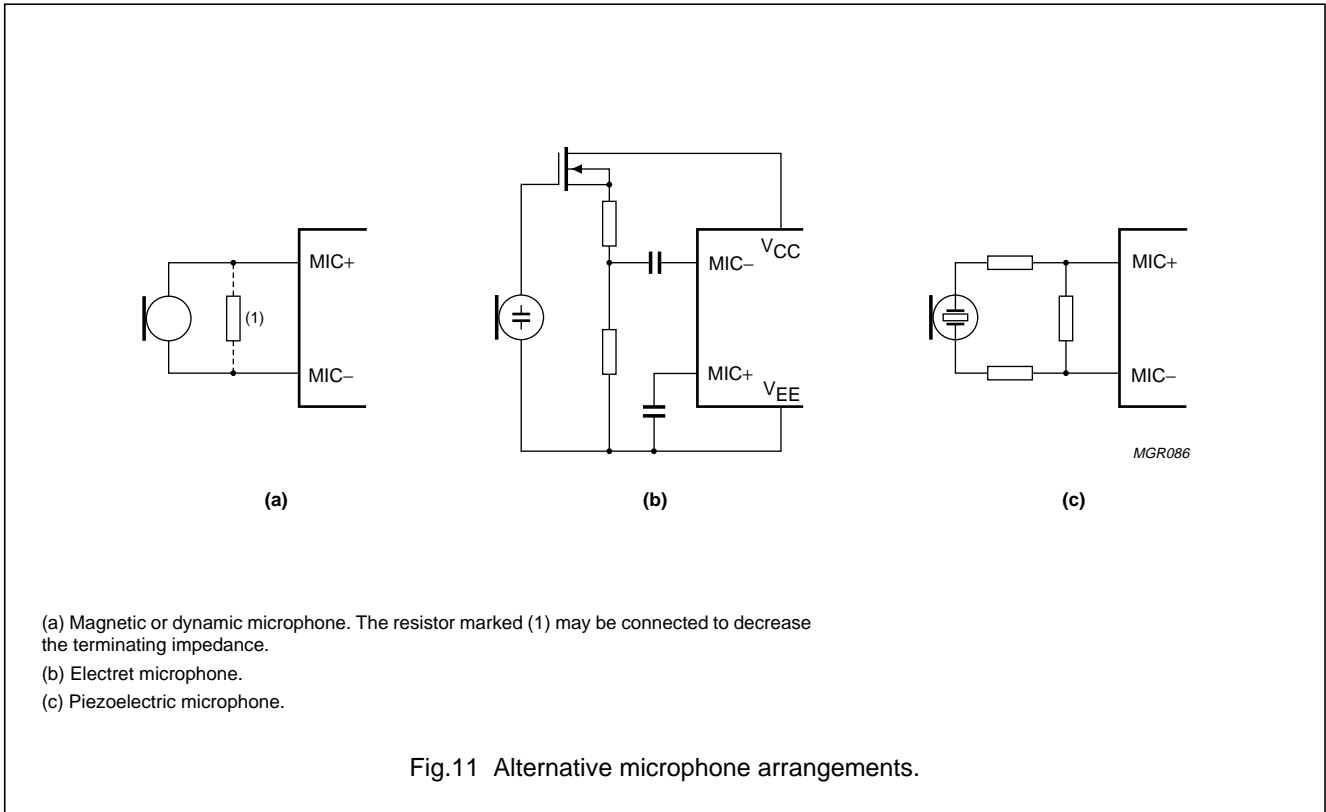 MIC+
(1)
MIC−
(a)
VCC
MIC−
MIC+
VEE
(b)
MIC+
MIC−
MGR086
(c)
(a) Magnetic or dynamic microphone. The resistor marked (1) may be connected to decrease
the terminating impedance.
(b) Electret microphone.
(c) Piezoelectric microphone.
Fig.11 Alternative microphone arrangements.